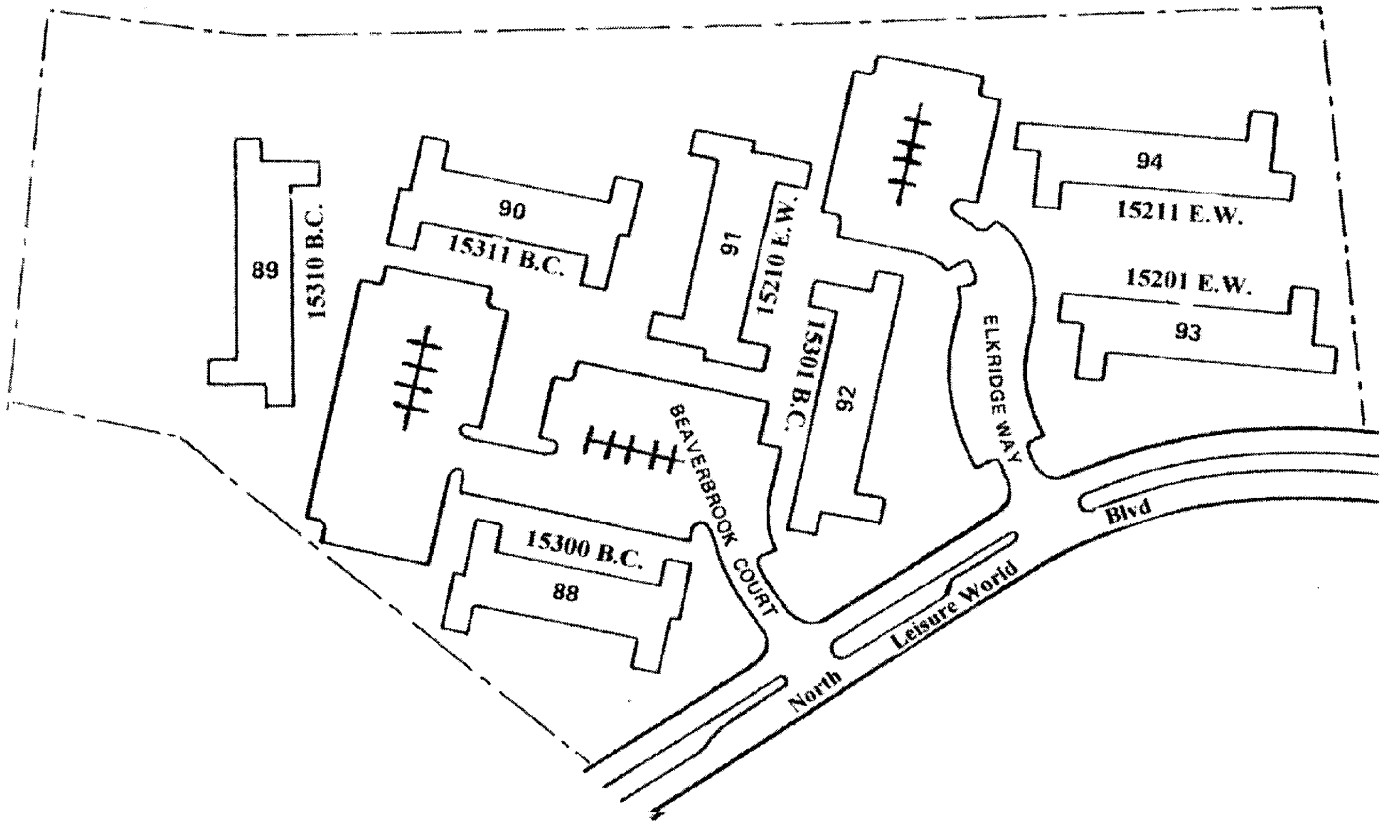 94
15211 E.W.
90
15311 B.C.
91
15210 E.W.
89
15310 B.C.
15201 E.W.
93
ELKRIDGE WAY
15301 B.C.
92
BEAVERBROOK COURT
15300 B.C.
88
North Leisure World Blvd